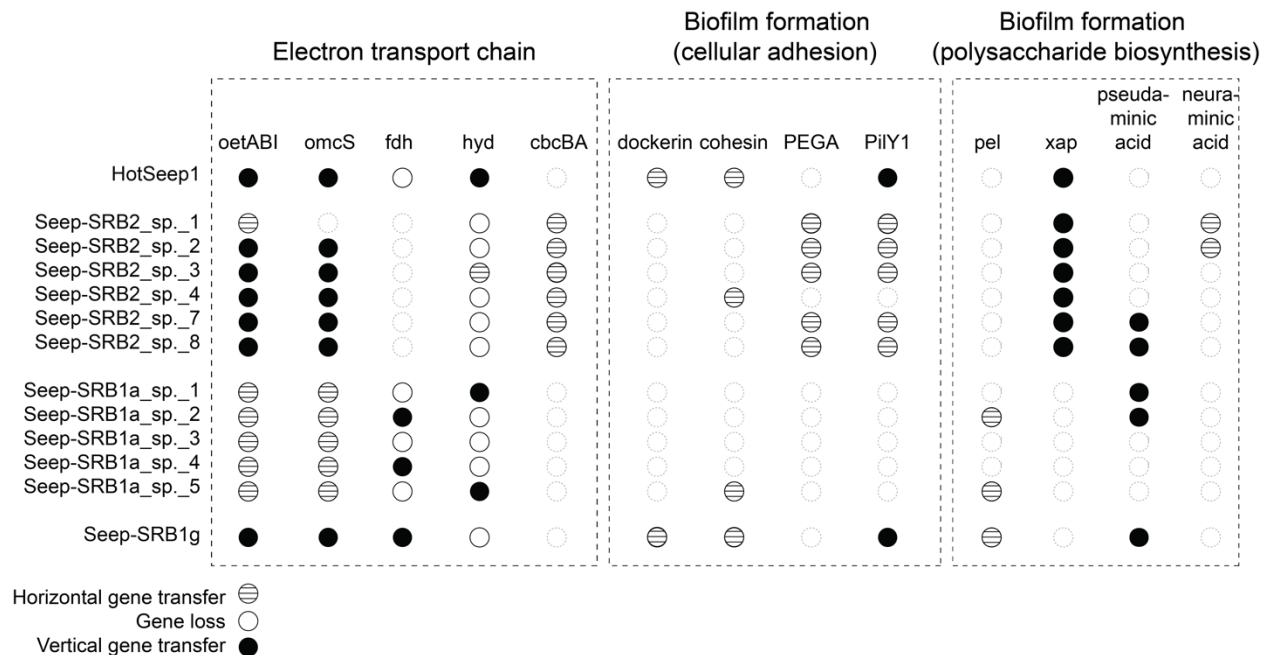 Electron transport chain
Biofilm formation
(cellular adhesion)
Biofilm formation
(polysaccharide biosynthesis)
oetABI omcS fdh hyd cbcBA
dockerin cohesin PEGA PilY1
pel xap
pseuda-
minic
acid
neura-
minic
acid
HotSeep1
Seep-SRB2_sp._1
Seep-SRB2_sp._2
Seep-SRB2_sp._3
Seep-SRB2_sp._4
Seep-SRB2_sp._7
Seep-SRB2_sp._8
Seep-SRB1a_sp._1
Seep-SRB1a_sp._2
Seep-SRB1a_sp._3
Seep-SRB1a_sp._4
Seep-SRB1a_sp._5
Seep-SRB1g
Horizontal gene transfer
Gene loss
Vertical gene transfer